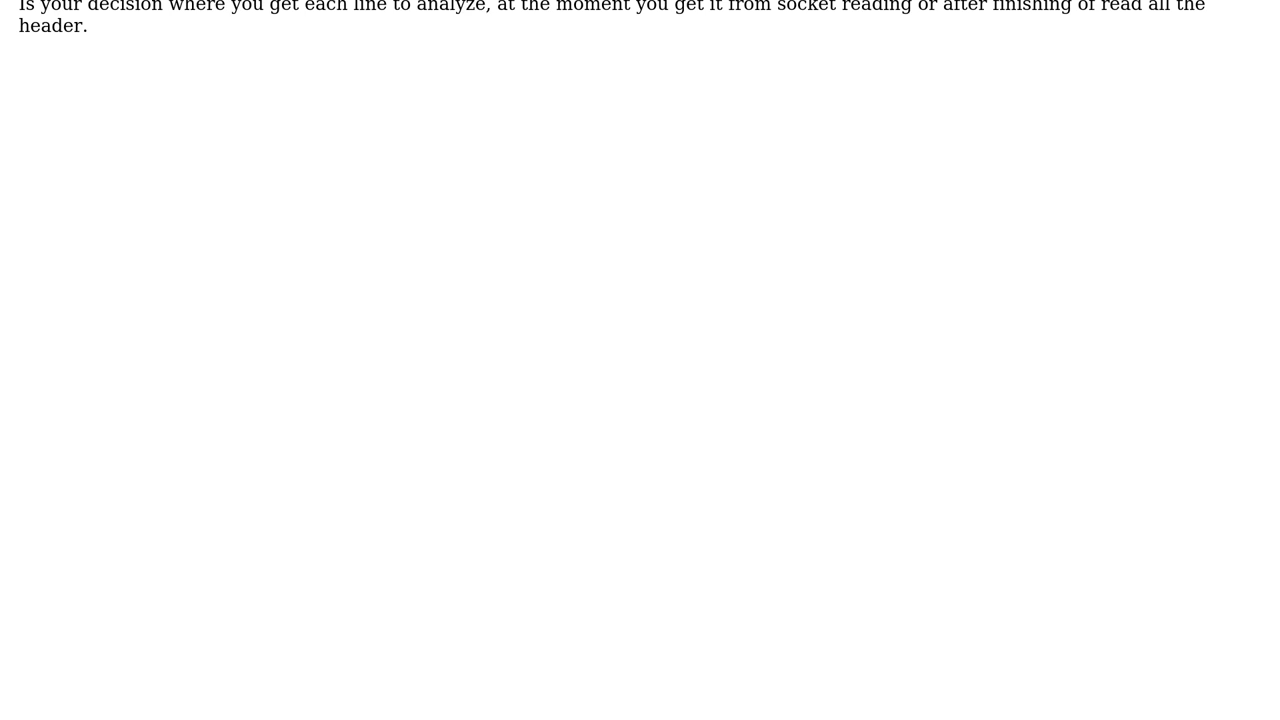 Is your decision where you get each line to analyze, at the moment you get it from socket reading or after finishing of read all the
header.